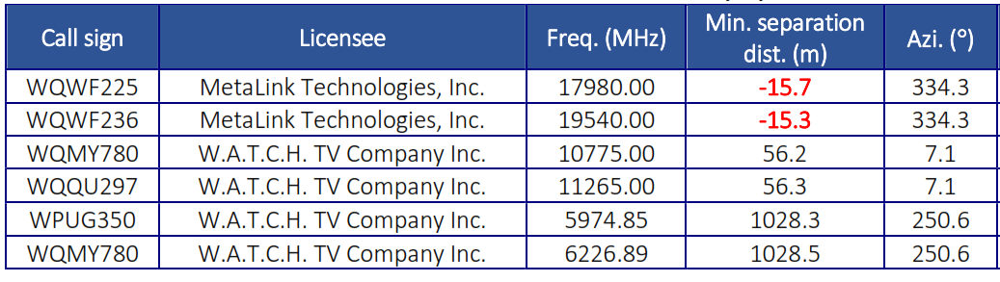 Call sign Licensee Freq. (MHz) Min. separation dist. (m) Azi. (°)
WQWF225 MetaLink Technologies, Inc. 17980.00 -15.7 334.3
WQWF236 MetaLink Technologies, Inc. 19540.00 -15.3 334.3
WQMY780 W.A.T.C.H. TV Company Inc. 10775.00 56.2 7.1
WQQU297 W.A.T.C.H. TV Company Inc. 11265.00 56.3 7.1
WPUG350 W.A.T.C.H. TV Company Inc. 5974.85 1028.3 250.6
WQMY780 W.A.T.C.H. TV Company Inc. 6226.89 1028.5 250.6